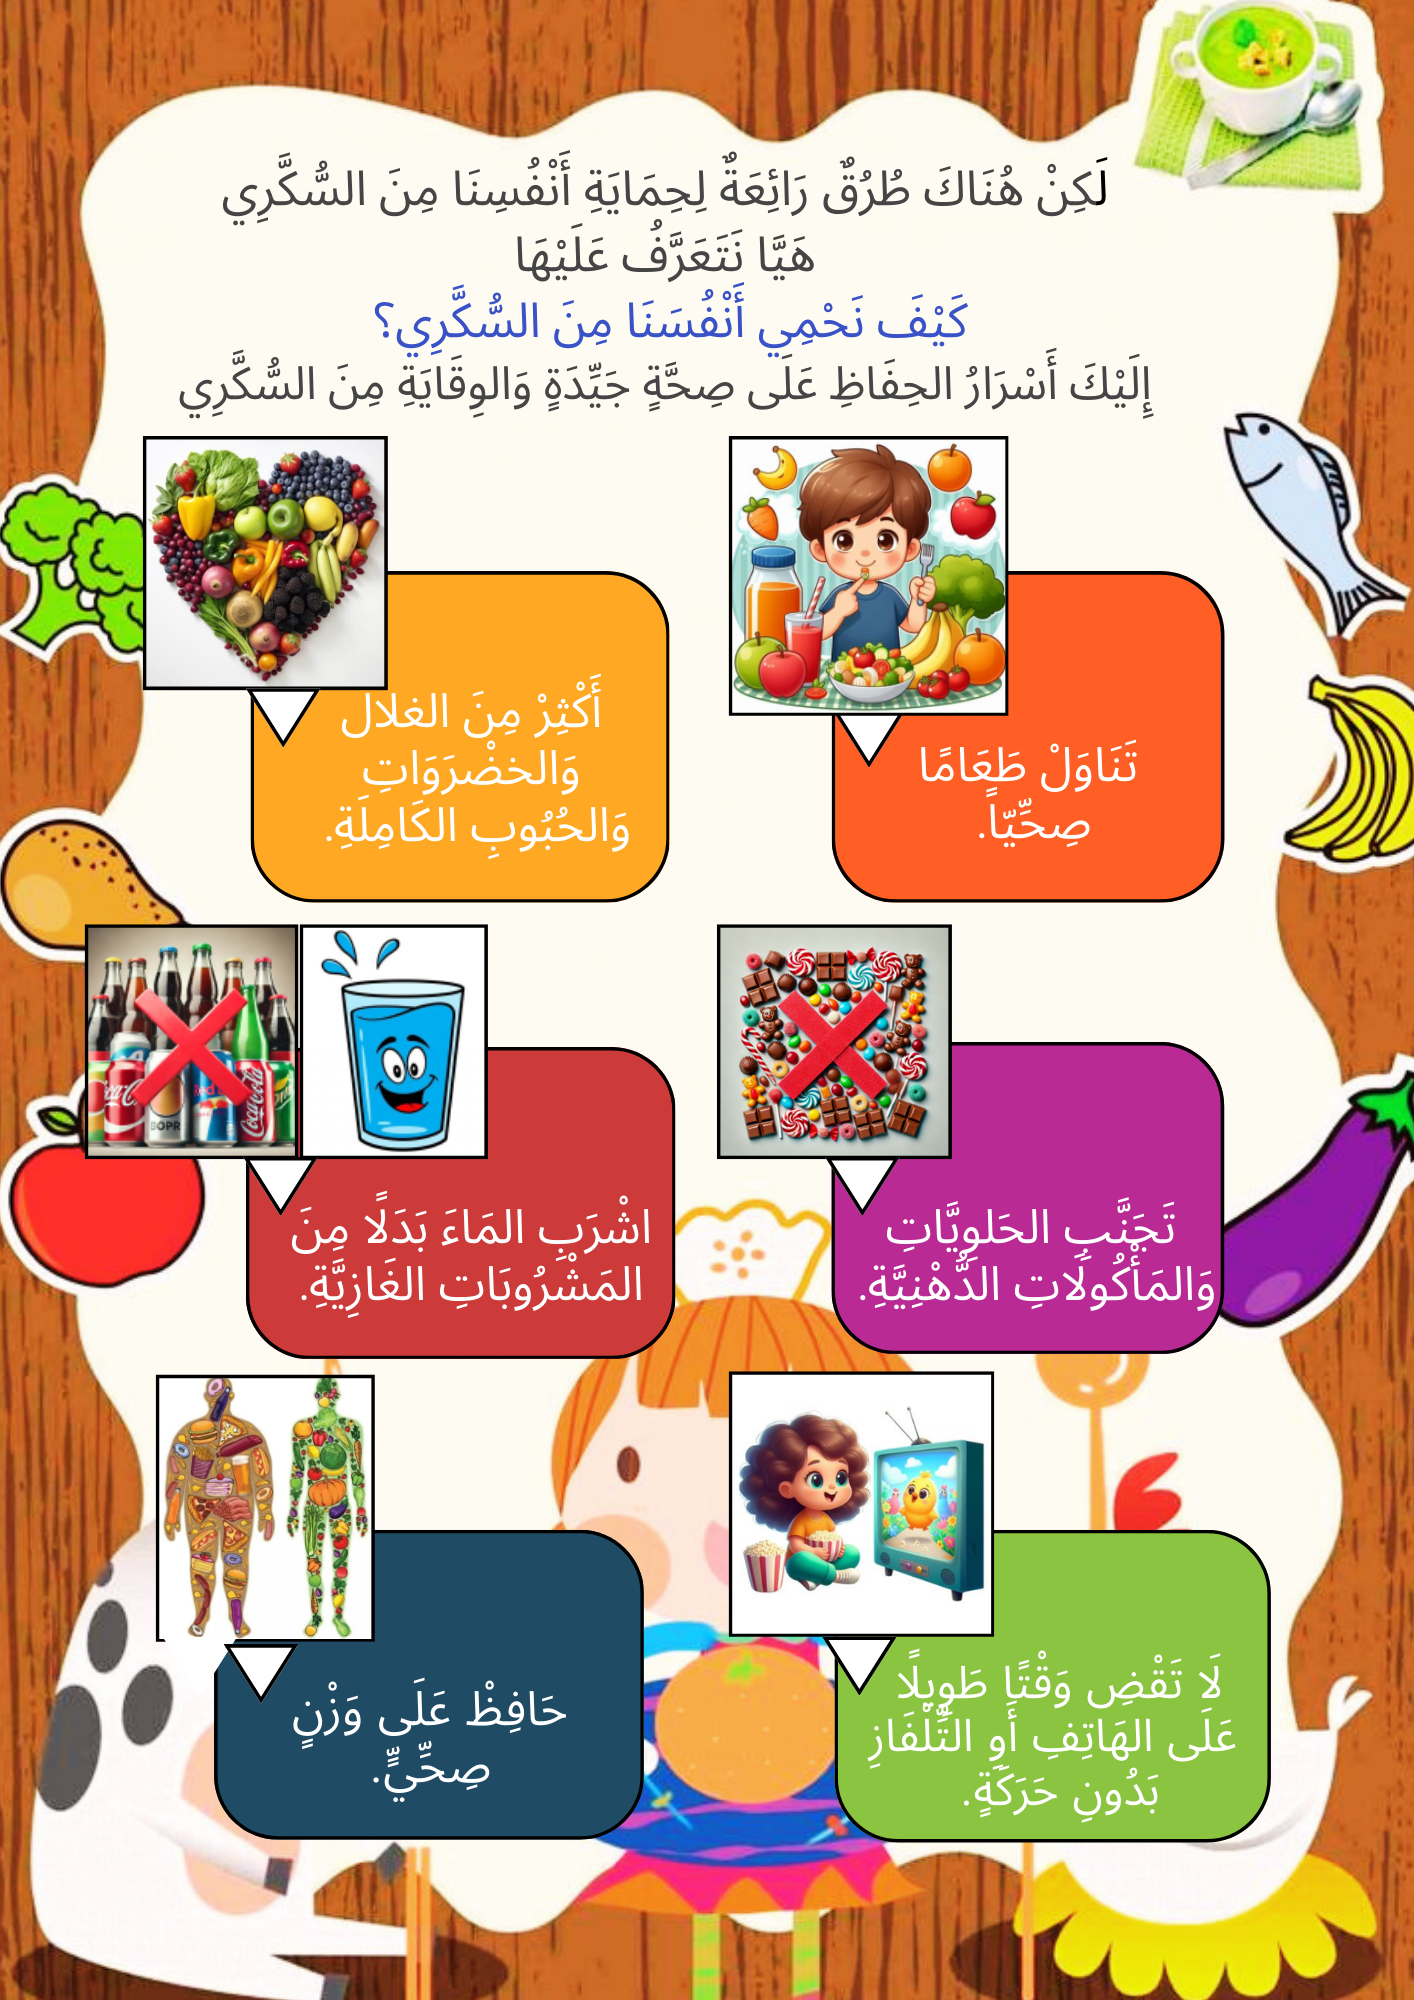 لَكِنْ هُنَاكَ طُرُقٌ رَائِعَةٌ لِحِمَايَةِ أَنْفُسِنَا مِنَ السُّكَّرِي
هَيَّا نَتَعَرَّفُ عَلَيْهَا
كَيْفَ نَحْمِي أَنْفُسَنَا مِنَ السُّكَّرِي؟
إِلَيْكَ أَسْرَارُ الحِفَاظِ عَلَى صِحَّةٍ جَيِّدَةٍ وَالوِقَايَةِ مِنَ السُّكَّرِي
تَنَاوَلْ طَعَامًا
صِحِّيّاً.
أَكْثِرْ مِنَ الغلال
وَالخضْرَوَاتِ
وَالحُبُوبِ الكَامِلَةِ.
تَجَنَّبِ الحَلوِيَّاتِ
وَالمَأْكُولَاتِ الدُّهْنِيَّةِ.
Coca-Cola
BOPR
Red
Coca-Cola
اشْرَبِ المَاءَ بَدَلًا مِنَ
المَشْرُوبَاتِ الغَازِيَّةِ.
لَا تَقْضِ وَقْتًا طَوِيلًا
عَلَى الهَاتِفِ أَوِ التِّلْفَازِ
بَدُونِ حَرَكَةٍ.
حَافِظْ عَلَى وَزْنٍ
صِحِّيٍّ.